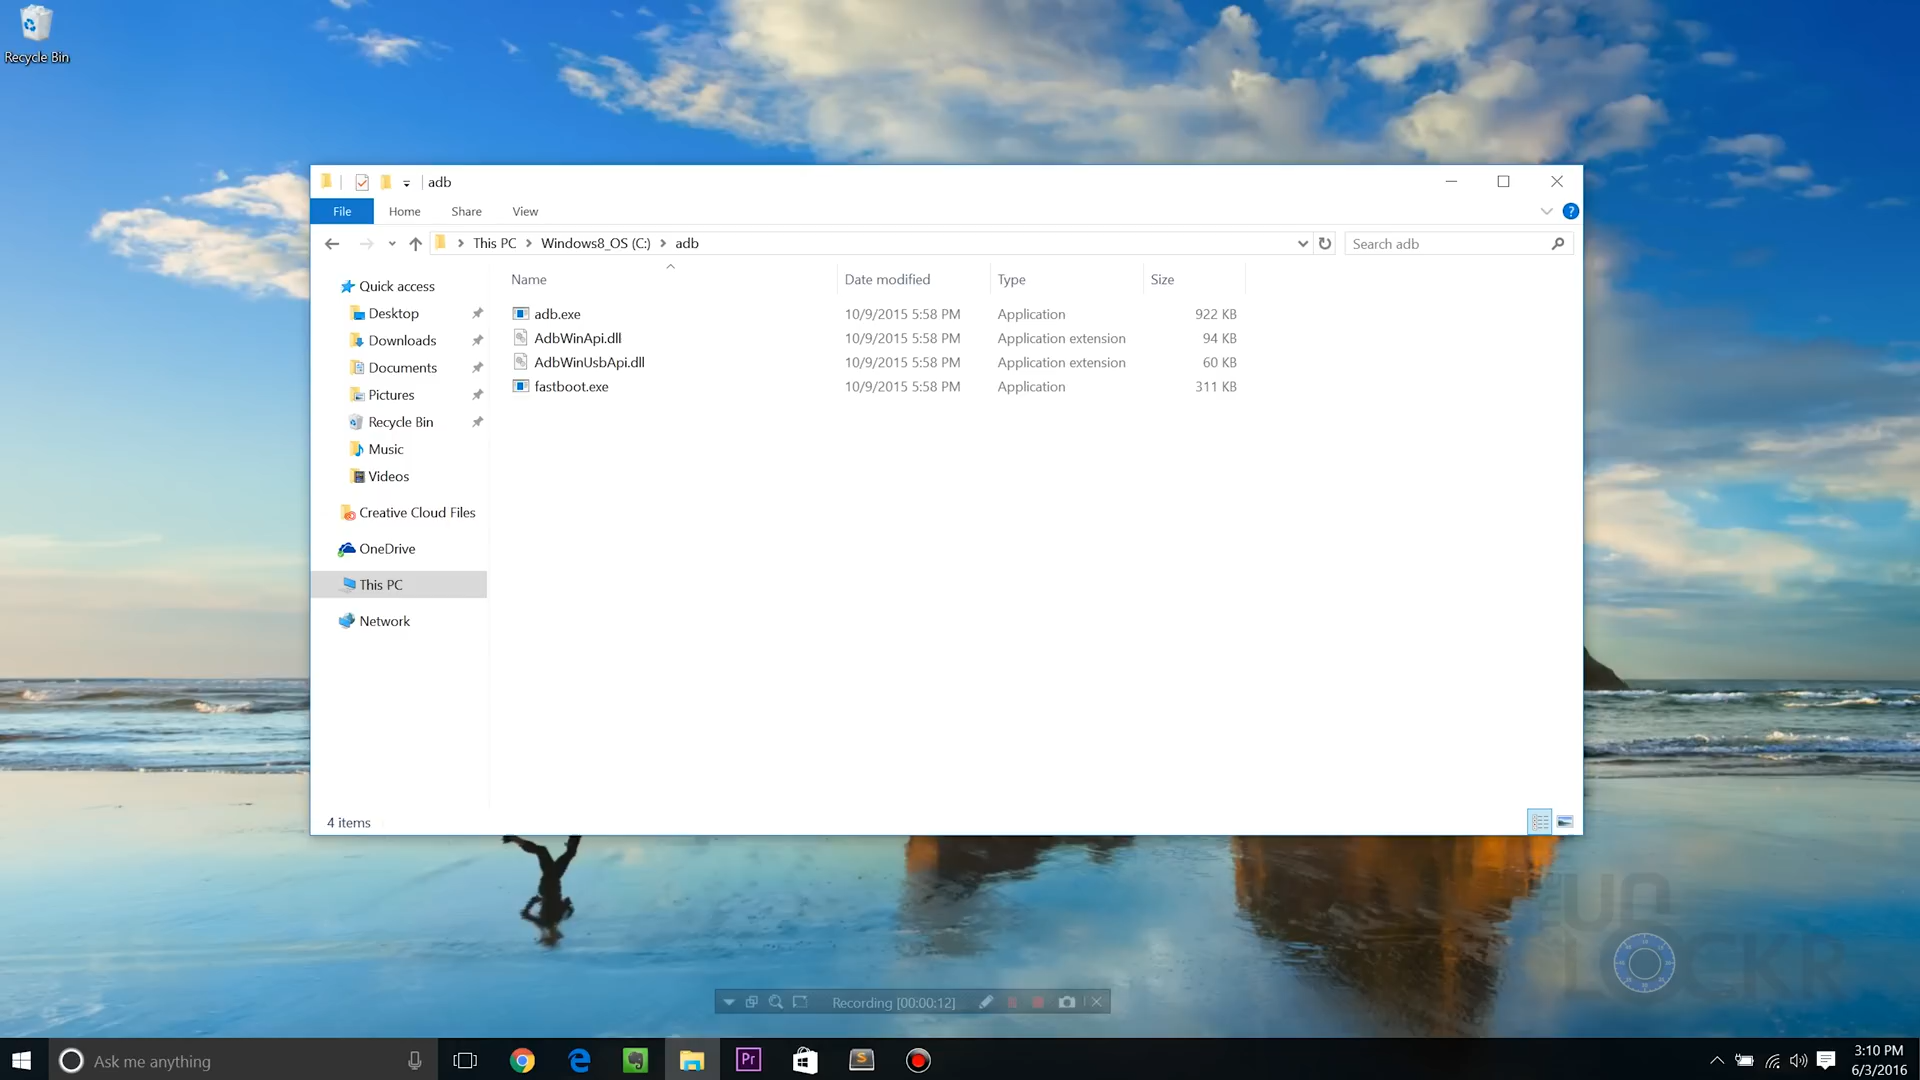 Recycle Bin
adb
File Home Share View
This PC Windows8_OS (C:) adb
Search adb
Name Date modified Type Size
Quick access
Desktop
Downloads
Documents
Pictures
Recycle Bin
Music
Videos
Creative Cloud Files
OneDrive
This PC
Network
adb.exe 10/9/2015 5:58 PM Application 922 KB
AdbWinApi.dll 10/9/2015 5:58 PM Application extension 94 KB
AdbWinUsbApi.dll 10/9/2015 5:58 PM Application extension 60 KB
fastboot.exe 10/9/2015 5:58 PM Application 311 KB
4 items
THE UN
LOCKR
Recording [00:00:12]
Ask me anything
Pr
S
3:10 PM
6/3/2016